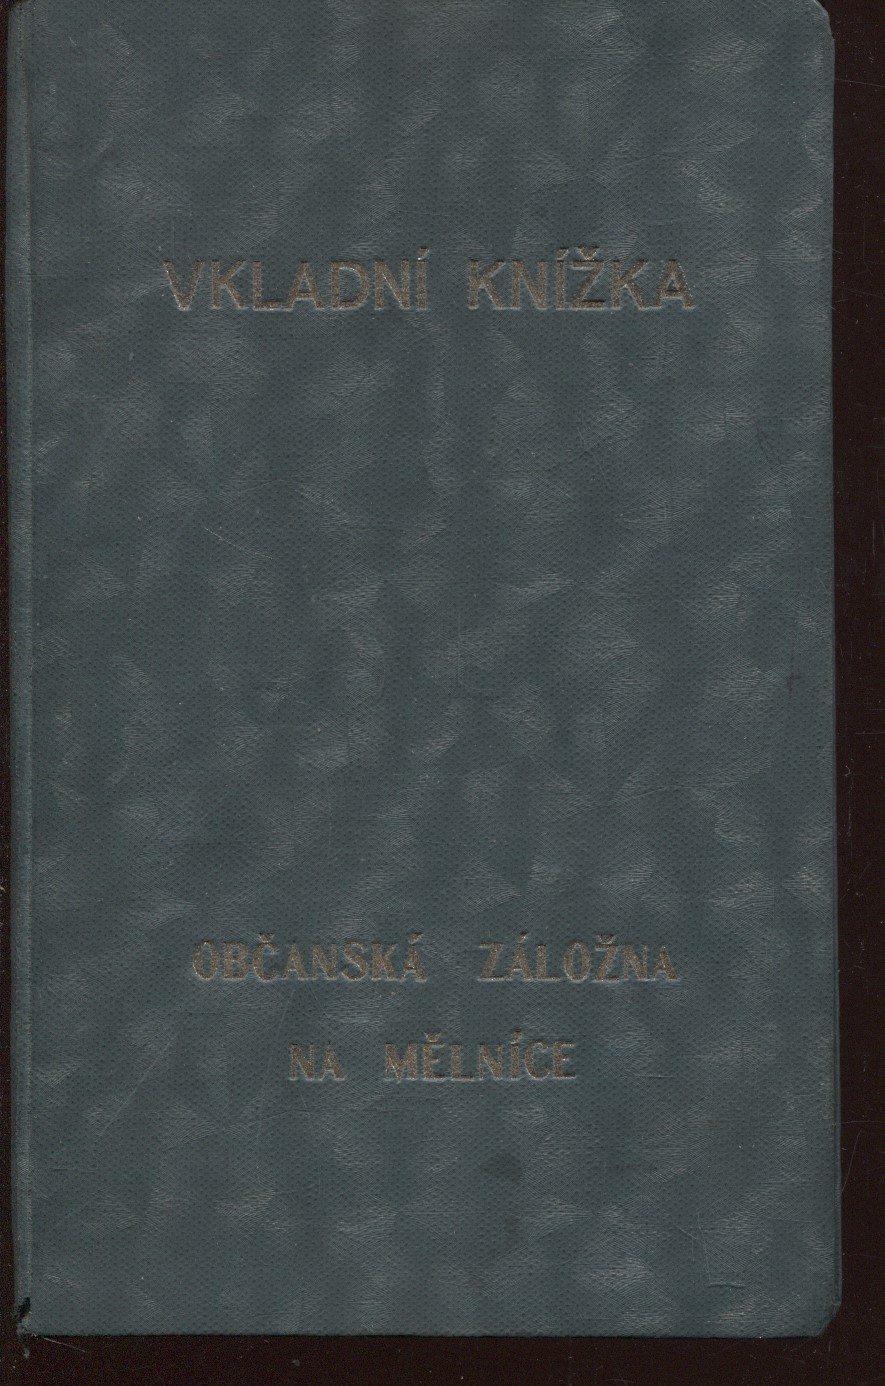 VKLADNÍ KNÍŽKA
OBČANSKÁ ZÁLOŽNA
NA MĚLNÍCE